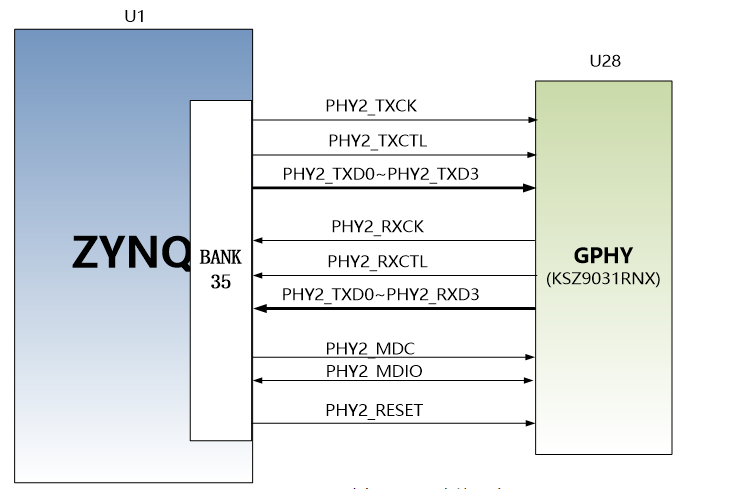 U1
U28
PHY2_TXCK
PHY2_TXCTL
PHY2_TXD0~PHY2_TXD3
PHY2_RXCK
ZYNQ
BANK
35
GPHY
(KSZ9031RNX)
PHY2_RXCTL
PHY2_TXD0~PHY2_RXD3
PHY2_MDC
PHY2_MDIO
PHY2_RESET